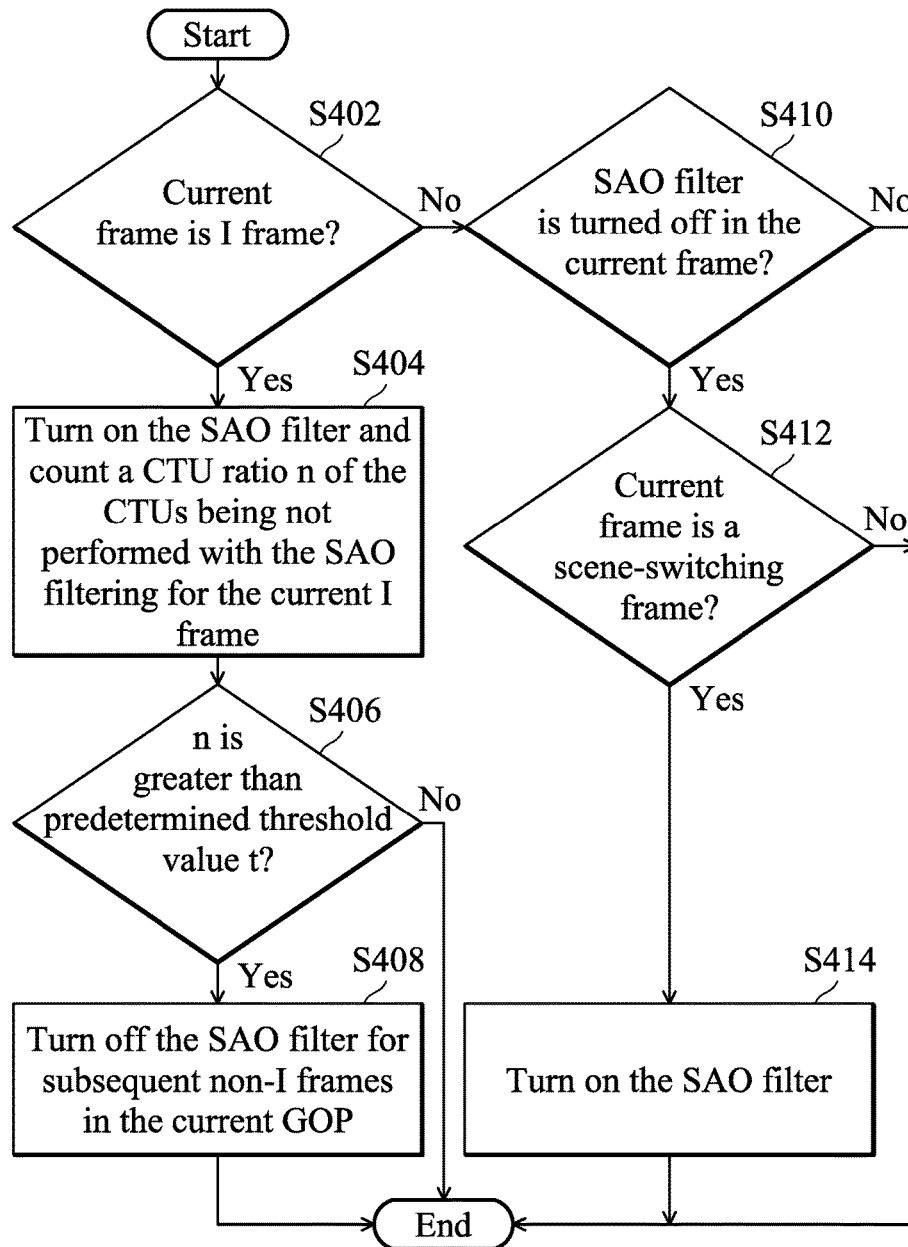 Start
S402
Current
frame is I frame?
No
Yes
S404
Turn on the SAO filter and
count a CTU ratio n of the
CTUs being not
performed with the SAO
filtering for the current I
frame
S406
n is
greater than
predetermined threshold
value t?
No
Yes
S408
Turn off the SAO filter for
subsequent non-I frames
in the current GOP
S410
SAO filter
is turned off in the
current frame?
No
Yes
S412
Current
frame is a
scene-switching
frame?
No
Yes
S414
Turn on the SAO filter
End